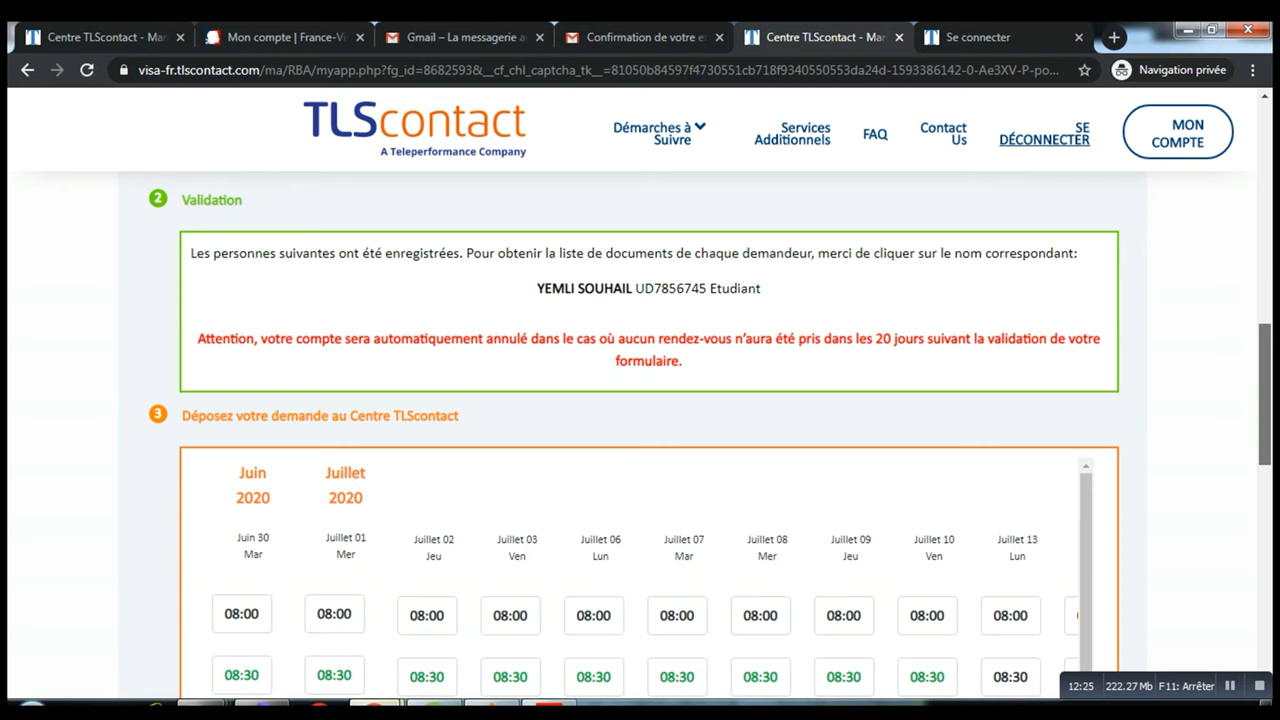 Centre TLScontact - Mar
Mon compte | France-Vi
Gmail – La messagerie a
Confirmation de votre e
Centre TLScontact - Mar
Se connecter
visa-fr.tlscontact.com/ma/RBA/myapp.php?fg_id=8682593&__cf_chl_captcha_tk__=81050b84597f4730551cb718f9340550553da24d-1593386142-0-Ae3XV-P-po...
Navigation privée
TLScontact
A Teleperformance Company
Démarches à
Suivre
Services
Additionnels
FAQ
Contact
Us
SE
DÉCONNECTER
MON
COMPTE
2 Validation
Les personnes suivantes ont été enregistrées. Pour obtenir la liste de documents de chaque demandeur, merci de cliquer sur le nom correspondant:
YEMLI SOUHAIL UD7856745 Etudiant
Attention, votre compte sera automatiquement annulé dans le cas où aucun rendez-vous n’aura été pris dans les 20 jours suivant la validation de votre
formulaire.
3 Déposez votre demande au Centre TLScontact
Juin Juillet
2020 2020
Juin 30 Juillet 01 Juillet 02 Juillet 03 Juillet 06 Juillet 07 Juillet 08 Juillet 09 Juillet 10 Juillet 13
Mar Mer Jeu Ven Lun Mar Mer Jeu Ven Lun
08:00 08:00 08:00 08:00 08:00 08:00 08:00 08:00 08:00 08:00
08:30 08:30 08:30 08:30 08:30 08:30 08:30 08:30 08:30 08:30
12:25 222.27 Mb F11: Arrêter